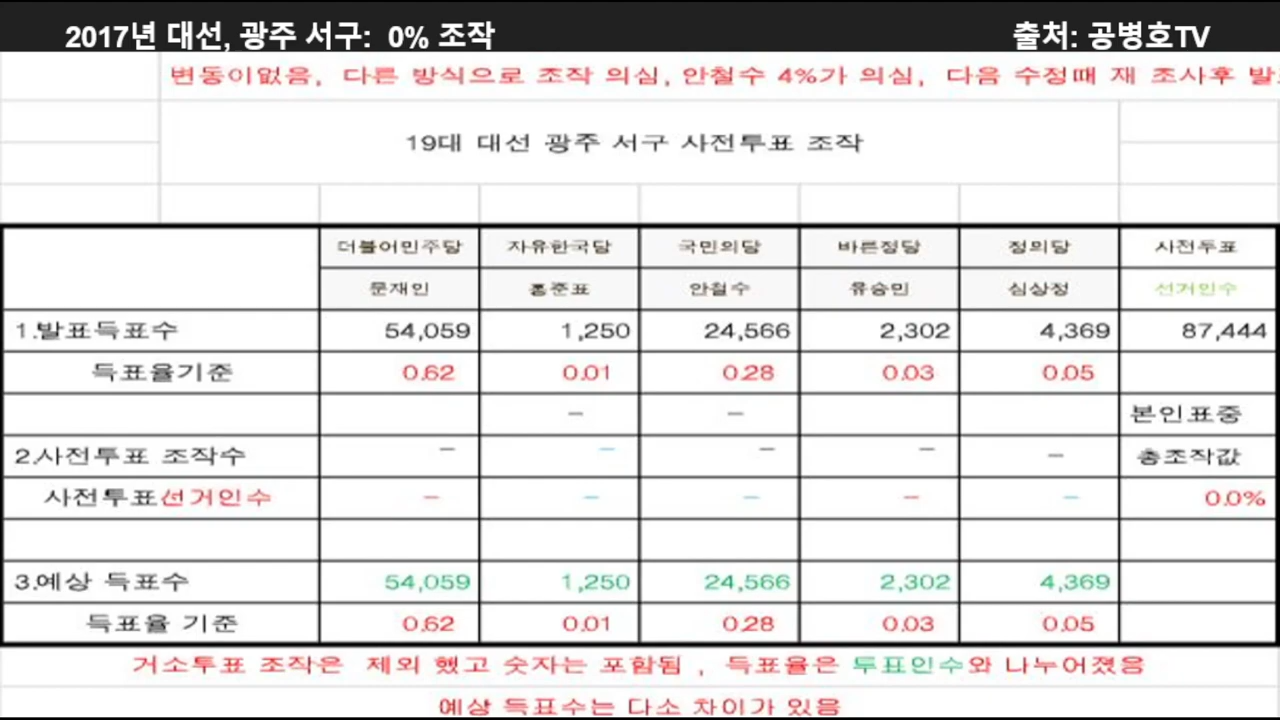 2017년 대선, 광주 서구: 0% 조작 출처: 공병호TV
변동이없음, 다른 방식으로 조작 의심, 안철수 4%가 의심, 다음 수정때 재 조사후 발
19대 대선 광주 서구 사전투표 조작
더불어민주당 자유한국당 국민의당 바른정당 정의당 사전투표
문재인 홍준표 안철수 유승민 심상정 선거인수
1.발표득표수 54,059 1,250 24,566 2,302 4,369 87,444
득표율기준 0.62 0.01 0.28 0.03 0.05
– – 본인표중
2.사전투표 조작수 – – – – – 총조작값
사전투표선거인수 – – – – – 0.0%
3.예상 득표수 54,059 1,250 24,566 2,302 4,369
득표율 기준 0.62 0.01 0.28 0.03 0.05
거소투표 조작은 제외 했고 숫자는 포함됨 , 득표율은 투표인수와 나누어졌음
예상 득표수는 다소 차이가 있음